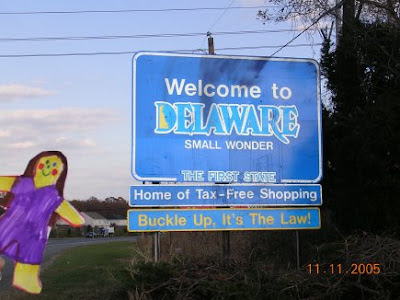 Welcome to
DELAWARE
SMALL WONDER
THE FIRST STATE
Home of Tax-Free Shopping
Buckle Up, It's The Law!
11.11.2005